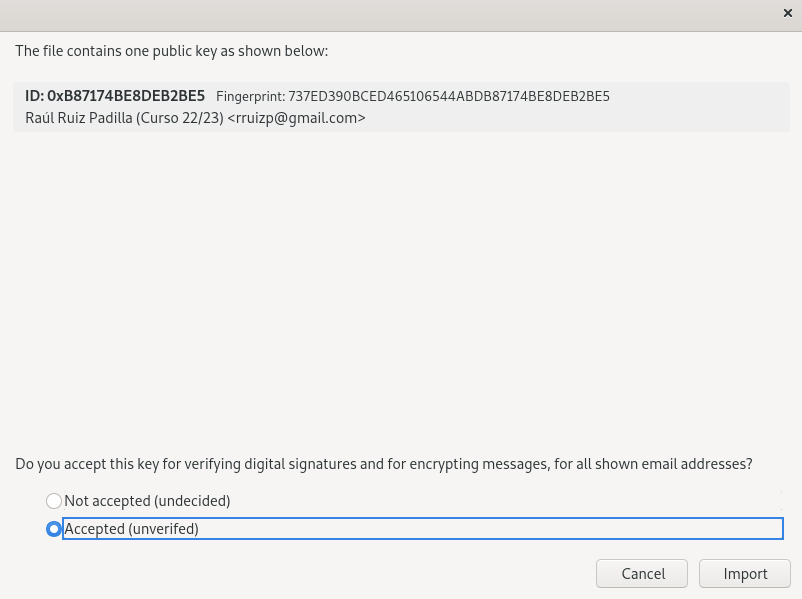 The file contains one public key as shown below:
ID: 0xB87174BE8DEB2BE5 Fingerprint: 737ED390BCED465106544ABDB87174BE8DEB2BE5
Raúl Ruiz Padilla (Curso 22/23) <rruizp@gmail.com>
Do you accept this key for verifying digital signatures and for encrypting messages, for all shown email addresses?
Not accepted (undecided)
Accepted (unverifed)
Cancel Import